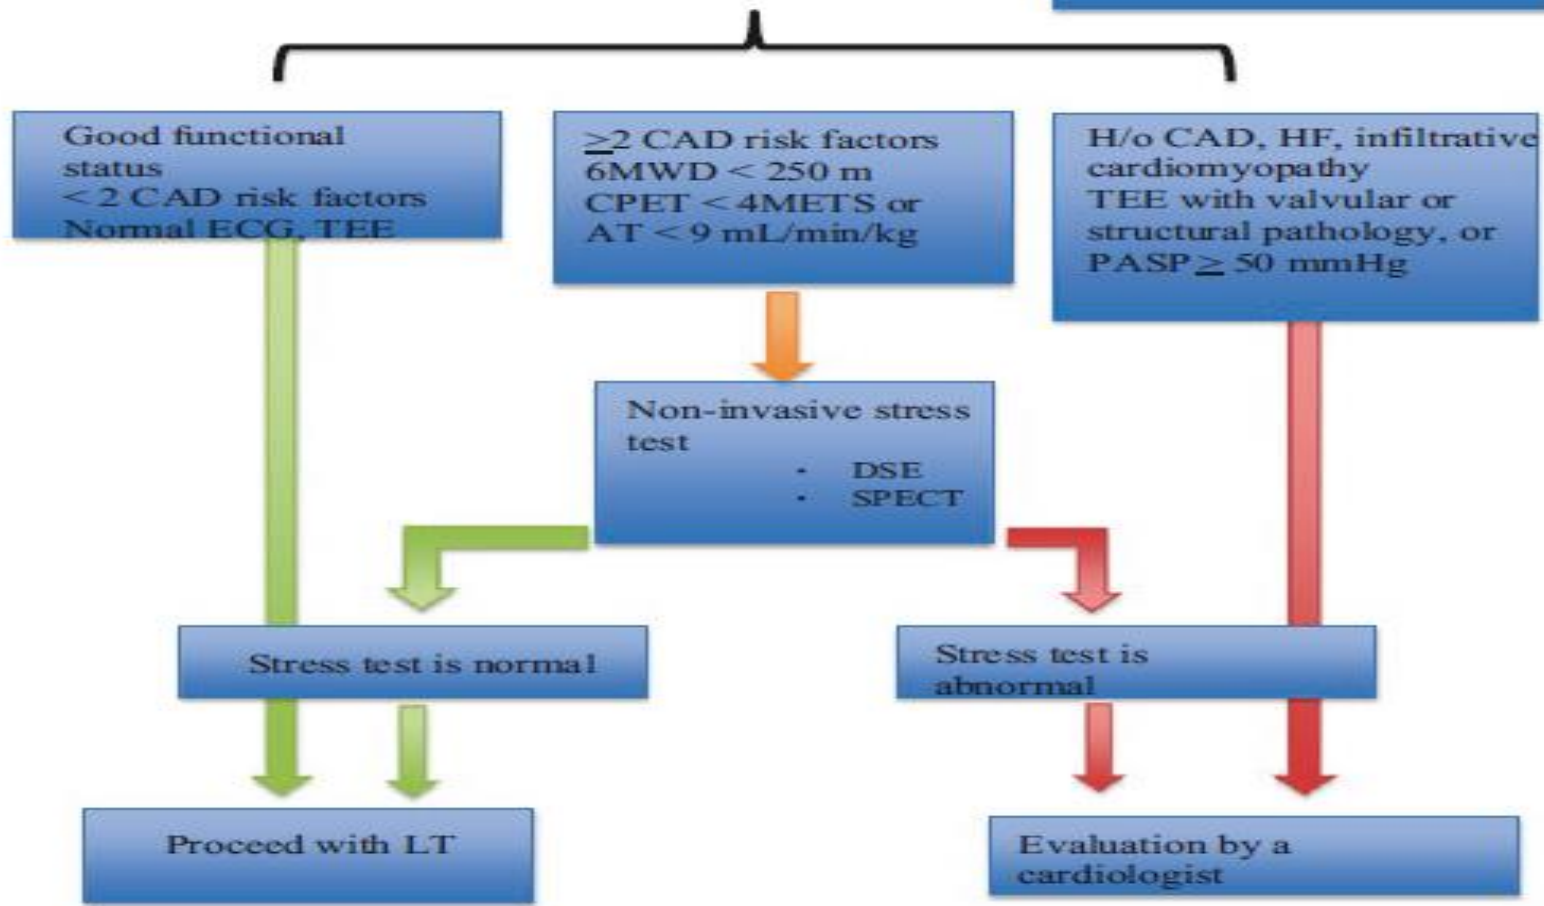 Good functional
status
< 2 CAD risk factors
Normal ECG, TEE
≥2 CAD risk factors
6MWD < 250 m
CPET < 4METS or
AT < 9 mL/min/kg
H/o CAD, HF, infiltrative
cardiomyopathy
TEE with valvular or
structural pathology, or
PASP ≥ 50 mmHg
Non-invasive stress
test
• DSE
• SPECT
Stress test is normal
Stress test is
abnormal
Proceed with LT
Evaluation by a
cardiologist